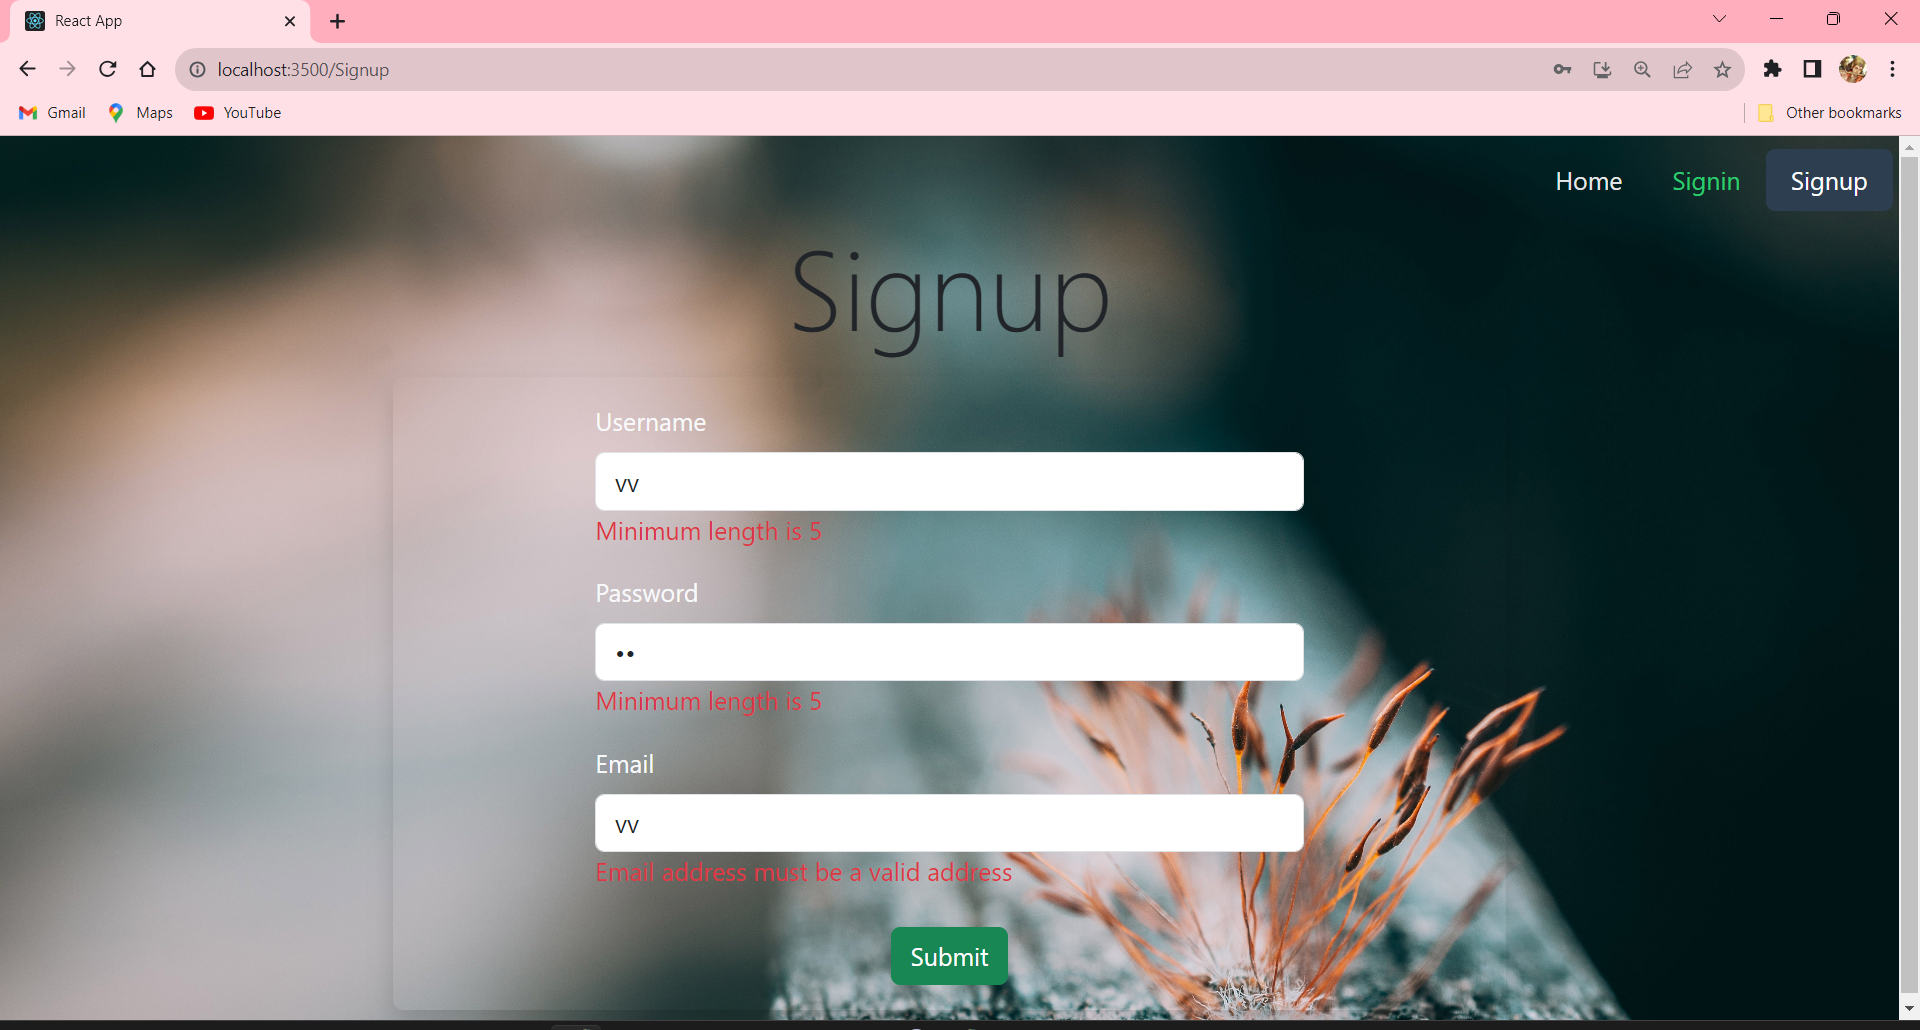 React App
localhost:3500/Signup
Gmail Maps YouTube Other bookmarks
Home Signin Signup
Signup
Username
vv
Minimum length is 5
Password
••
Minimum length is 5
Email
vv
Email address must be a valid address
Submit